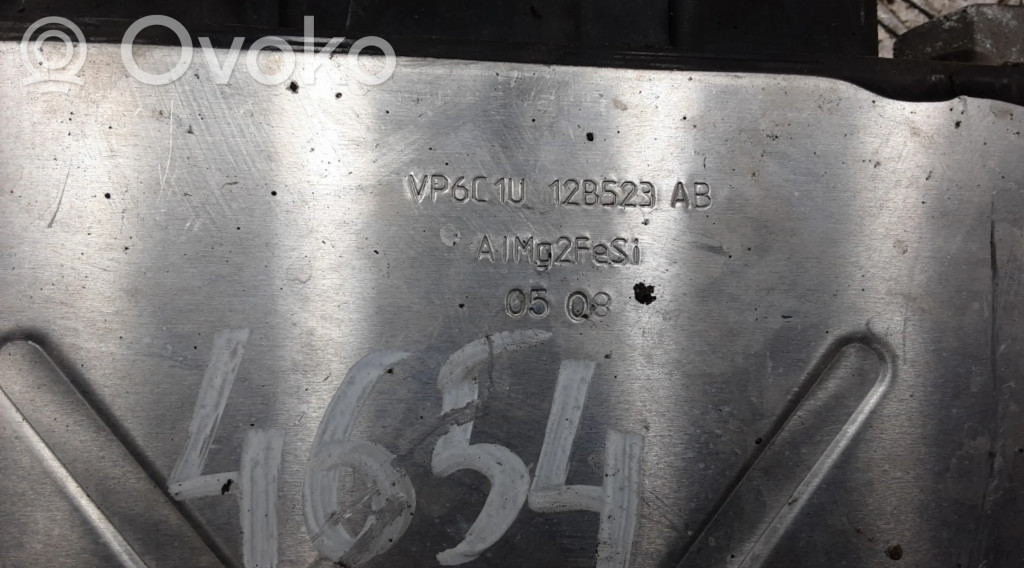 Ovoko
VP6C1U 12B523 AB
AlMg2FeSi
05 08
4654